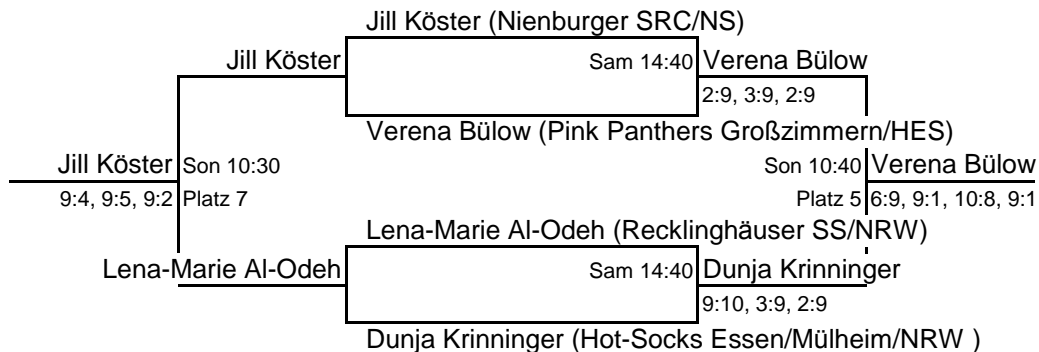 Jill Köster (Nienburger SRC/NS)
Jill Köster Sam 14:40 Verena Bülow
2:9, 3:9, 2:9
Verena Bülow (Pink Panthers Großzimmern/HES)
Jill Köster Son 10:30 Son 10:40 Verena Bülow
9:4, 9:5, 9:2 Platz 7 Platz 5 6:9, 9:1, 10:8, 9:1
Lena-Marie Al-Odeh (Recklinghäuser SS/NRW)
Lena-Marie Al-Odeh Sam 14:40 Dunja Krinninger
9:10, 3:9, 2:9
Dunja Krinninger (Hot-Socks Essen/Mülheim/NRW )